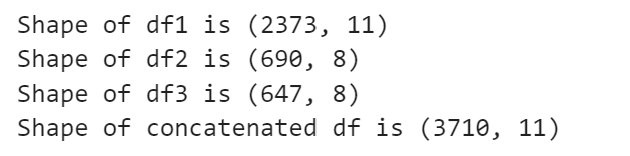 Shape of df1 is (2373, 11)
Shape of df2 is (690, 8)
Shape of df3 is (647, 8)
Shape of concatenated df is (3710, 11)